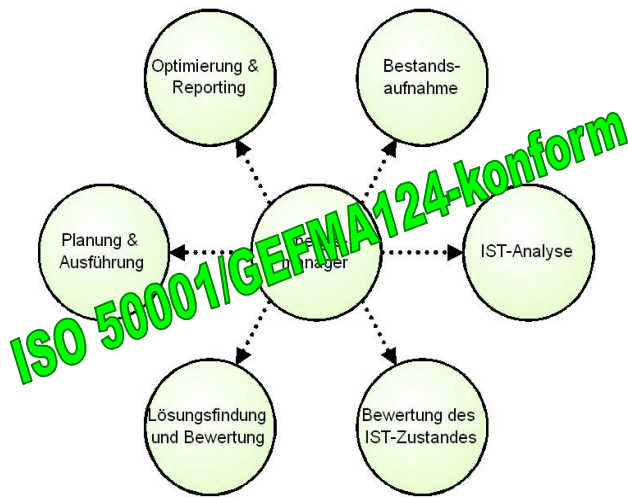 Optimierung &
Reporting
Bestands-
aufnahme
ISO 50001/GEFMA124-konform
Planung &
Ausführung
manager
IST-Analyse
Lösungsfindung
und Bewertung
Bewertung des
IST-Zustandes